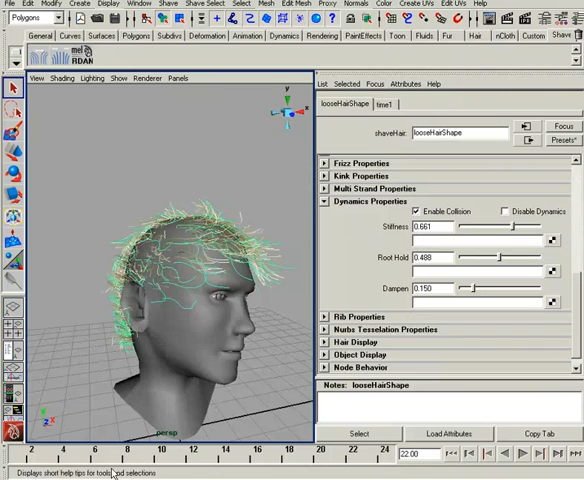 Edit Modify Create Display Window Shave Shave Select Select Mesh Edit Mesh Proxy Normals Color Create UVs Edit UVs Help
Polygons
General Curves Surfaces Polygons Subdivs Deformation Animation Dynamics Rendering PaintEffects Toon Fluids Fur Hair nCloth Custom Shave
mel
RDAN
View Shading Lighting Show Renderer Panels
List Selected Focus Attributes Help
looseHairShape time1
shaveHair: looseHairShape
Focus
Presets*
Frizz Properties
Kink Properties
Multi Strand Properties
Dynamics Properties
Enable Collision Disable Dynamics
Stiffness 0.661
Root Hold 0.488
Dampen 0.150
Rib Properties
Nurbs Tesselation Properties
Hair Display
Object Display
Node Behavior
Notes: looseHairShape
Select Load Attributes Copy Tab
y
x
y
z x
persp
2 4 6 8 10 12 14 16 18 20 22 24
22.00
Displays short help tips for tools and selections